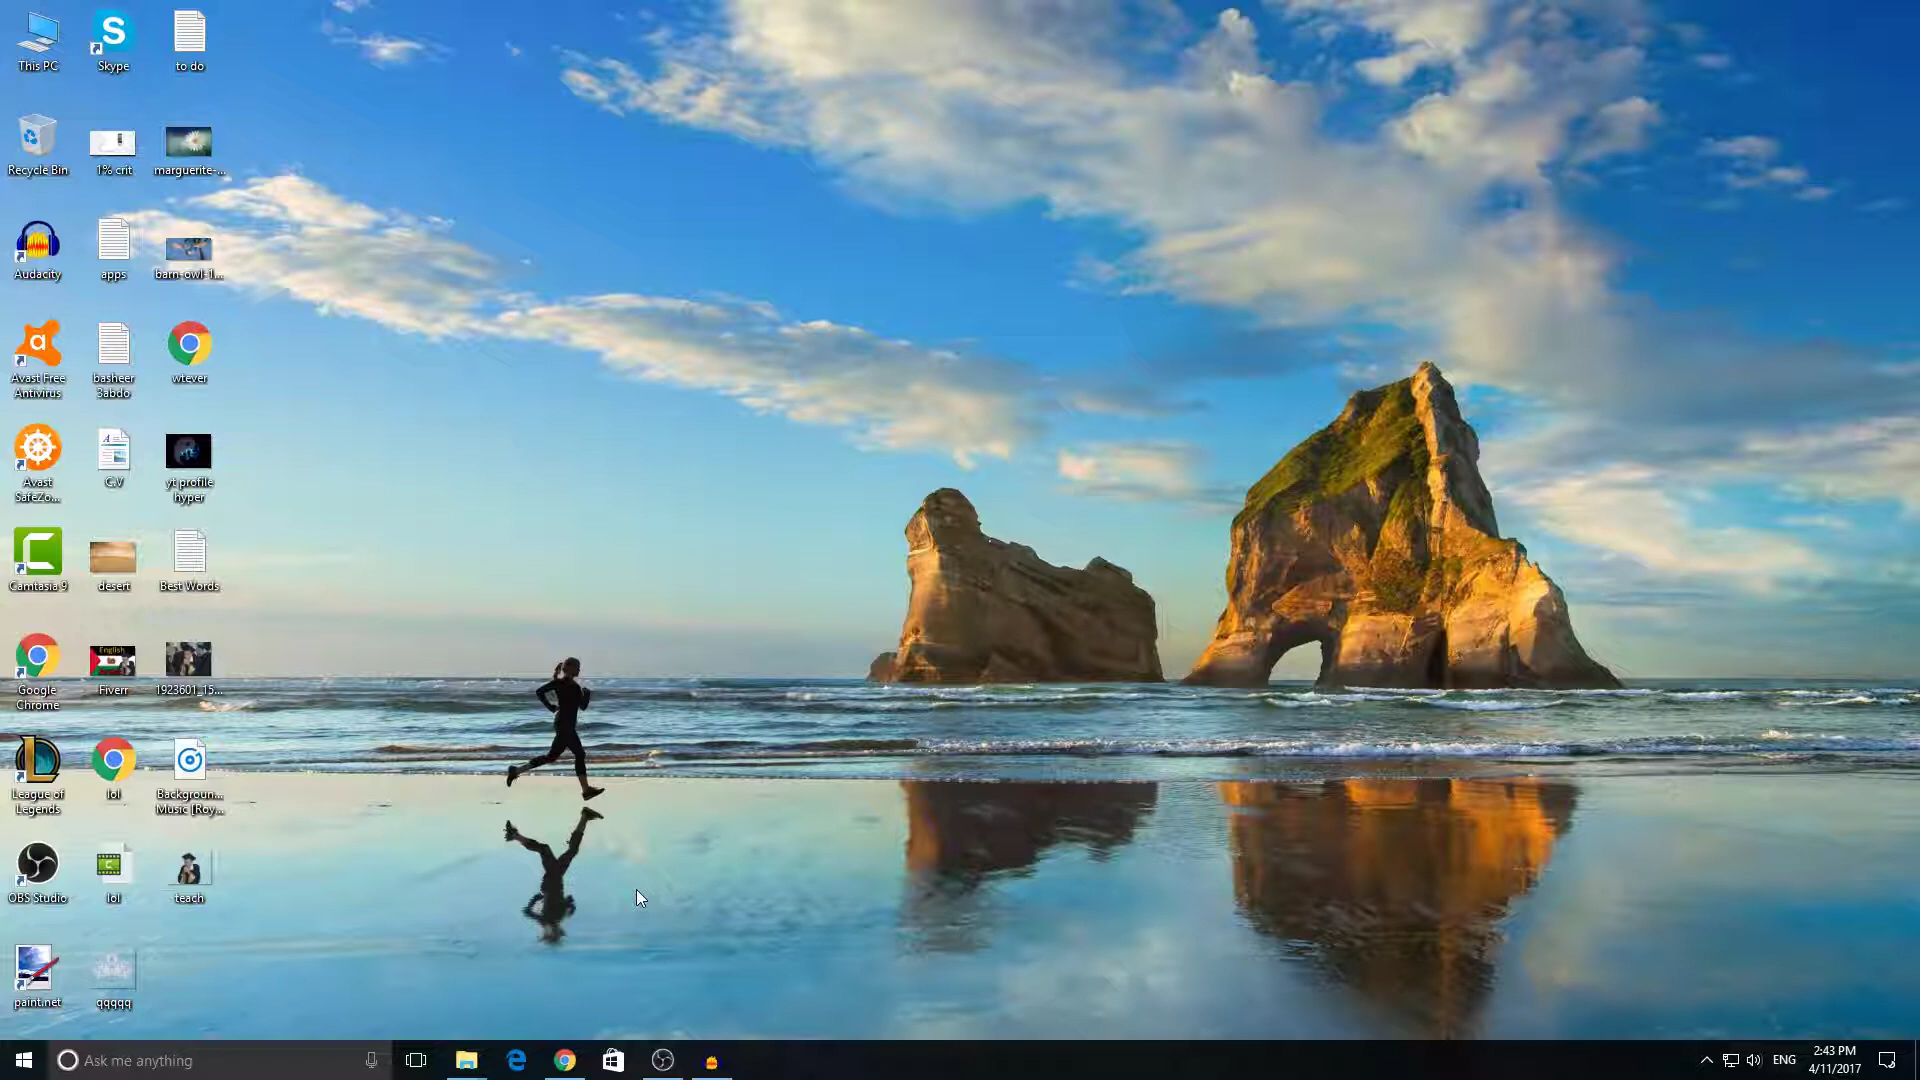 This PC
Skype
to do
Recycle Bin
1% crit
marguerite-...
Audacity
apps
barn-owl-1...
Avast Free
Antivirus
basheer
3abdo
wtever
Avast
SafeZo...
C.V
yt profile
hyper
Camtasia 9
desert
Best Words
Google
Chrome
English
Fiverr
1923601_15...
League of
Legends
lol
Backgroun...
Music [Roy...
OBS Studio
lol
teach
paint.net
qqqqq
Ask me anything
ENG
2:43 PM
4/11/2017